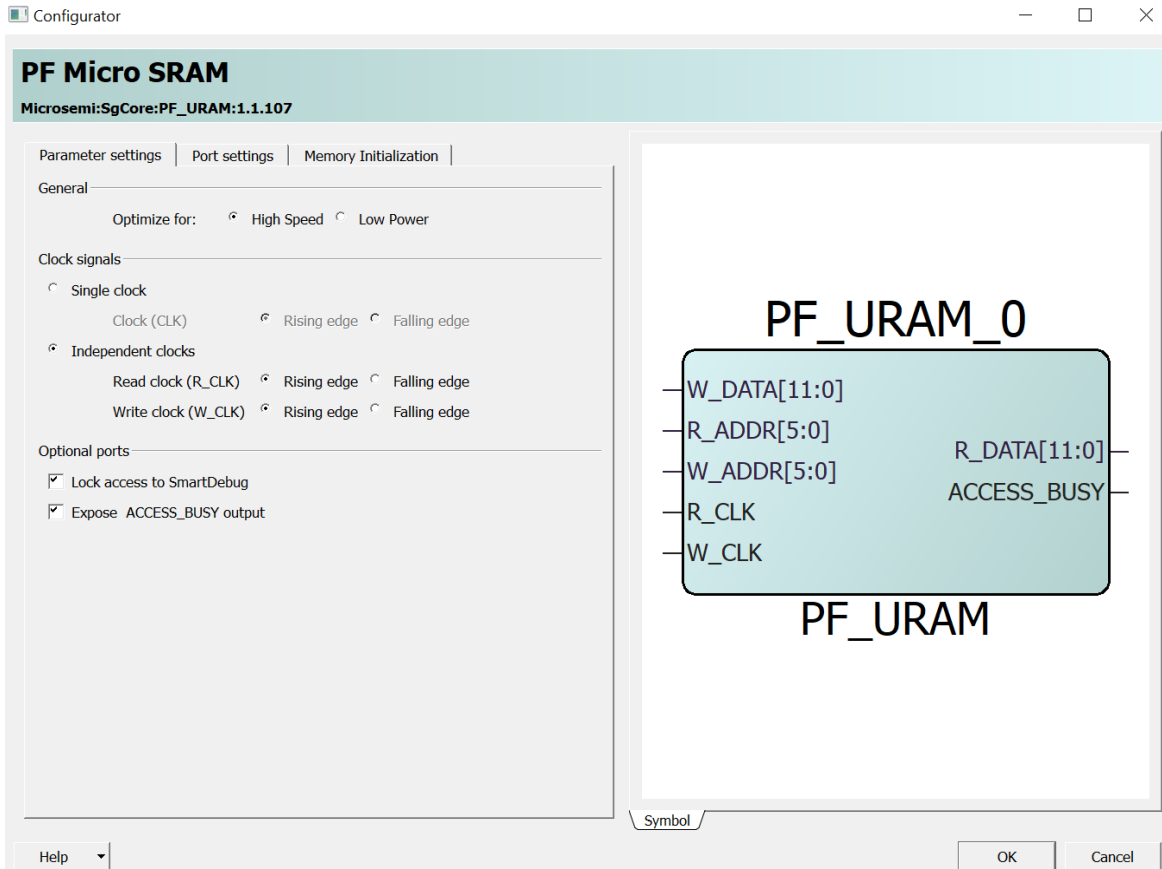 Configurator
PF Micro SRAM
Microsemi:SgCore:PF_URAM:1.1.107
Parameter settings Port settings Memory Initialization
General
Optimize for: High Speed Low Power
Clock signals
Single clock
Clock (CLK) Rising edge Falling edge
Independent clocks
Read clock (R_CLK) Rising edge Falling edge
Write clock (W_CLK) Rising edge Falling edge
Optional ports
Lock access to SmartDebug
Expose ACCESS_BUSY output
PF_URAM_0
W_DATA[11:0]
R_ADDR[5:0]
W_ADDR[5:0]
R_CLK
W_CLK
R_DATA[11:0]
ACCESS_BUSY
PF_URAM
Symbol
Help OK Cancel